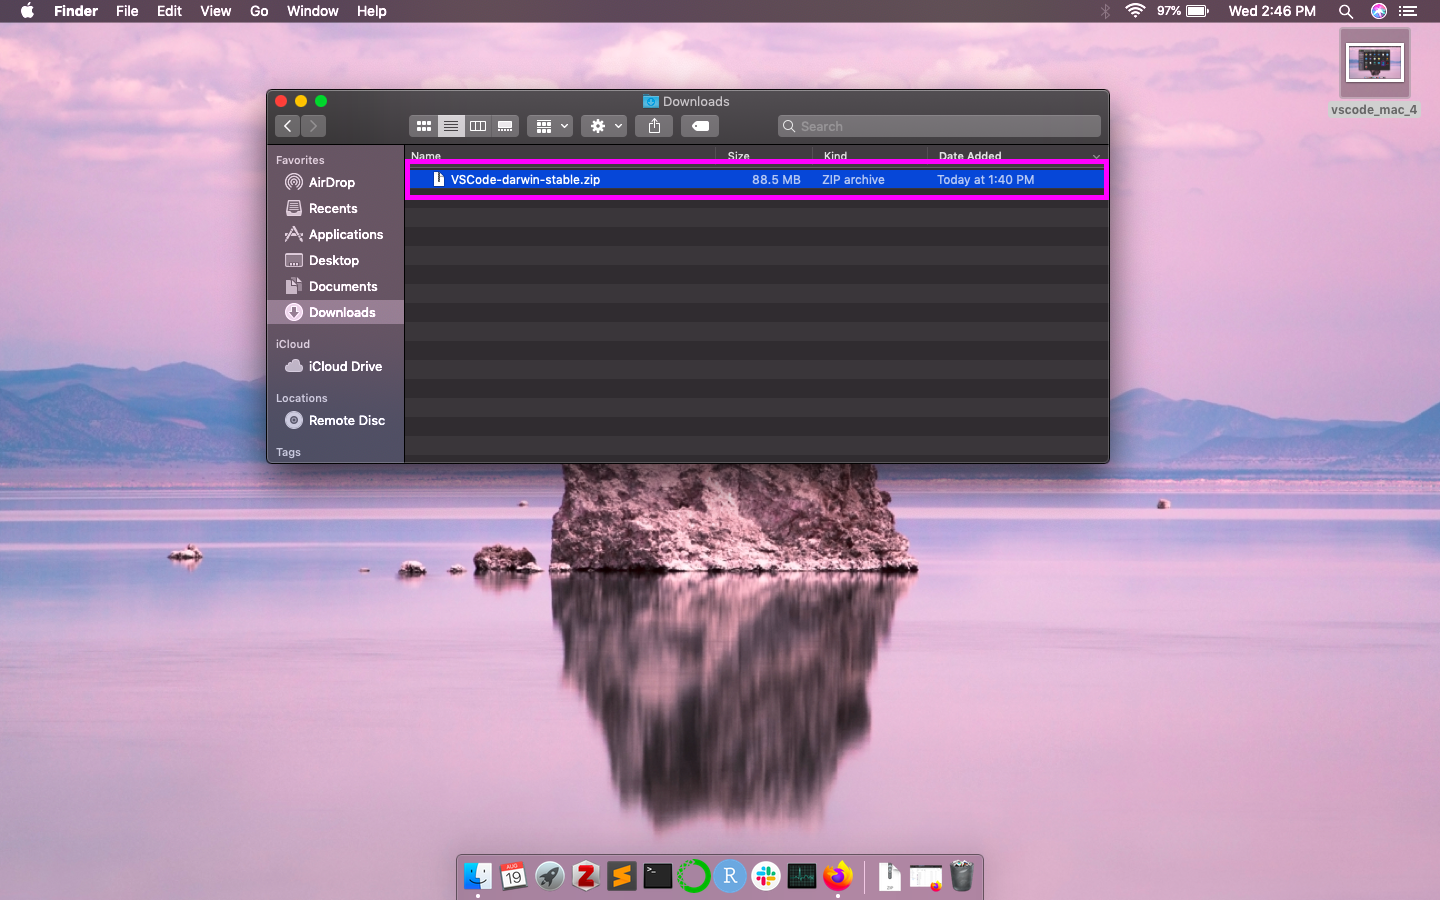 Finder File Edit View Go Window Help 97% Wed 2:46 PM
vscode_mac_4
Downloads
Search
Favorites
AirDrop
Recents
Applications
Desktop
Documents
Downloads
iCloud
iCloud Drive
Locations
Remote Disc
Tags
Name Size Kind Date Added
VSCode-darwin-stable.zip 88.5 MB ZIP archive Today at 1:40 PM
AUG
19
Z
S
>_
R
ZIP